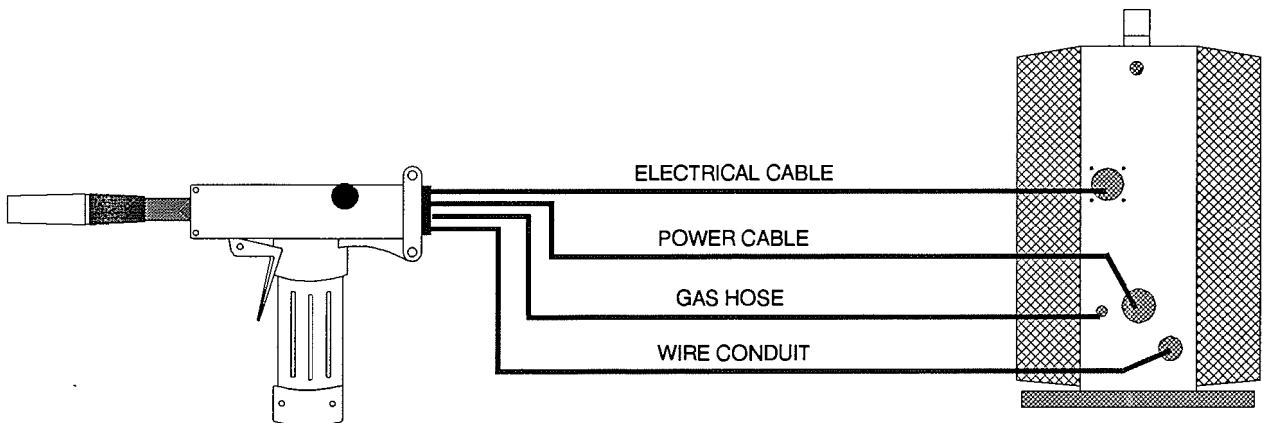 ELECTRICAL CABLE
POWER CABLE
GAS HOSE
WIRE CONDUIT